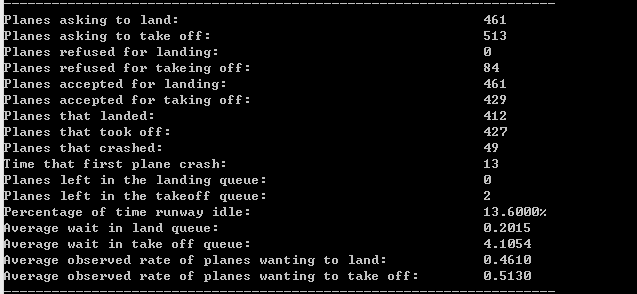 Planes asking to land: 461
Planes asking to take off: 513
Planes refused for landing: 0
Planes refused for takeing off: 84
Planes accepted for landing: 461
Planes accepted for taking off: 429
Planes that landed: 412
Planes that took off: 427
Planes that crashed: 49
Time that first plane crash: 13
Planes left in the landing queue: 0
Planes left in the takeoff queue: 2
Percentage of time runway idle: 13.6000%
Average wait in land queue: 0.2015
Average wait in take off queue: 4.1054
Average observed rate of planes wanting to land: 0.4610
Average observed rate of planes wanting to take off: 0.5130